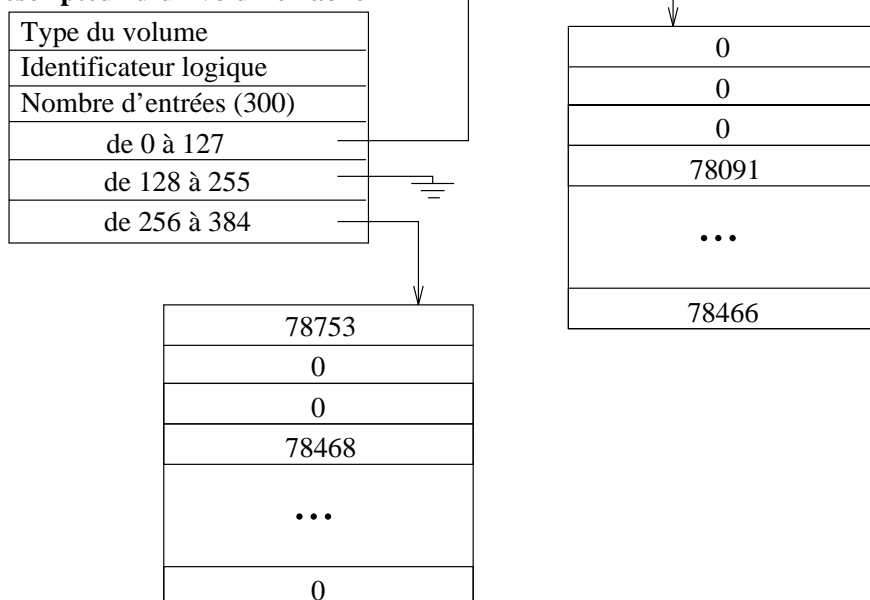 Type du volume
Identificateur logique
Nombre d'entrées (300)
de 0 à 127
de 128 à 255
de 256 à 384
0
0
0
78091
...
78466
78753
0
0
78468
...
0